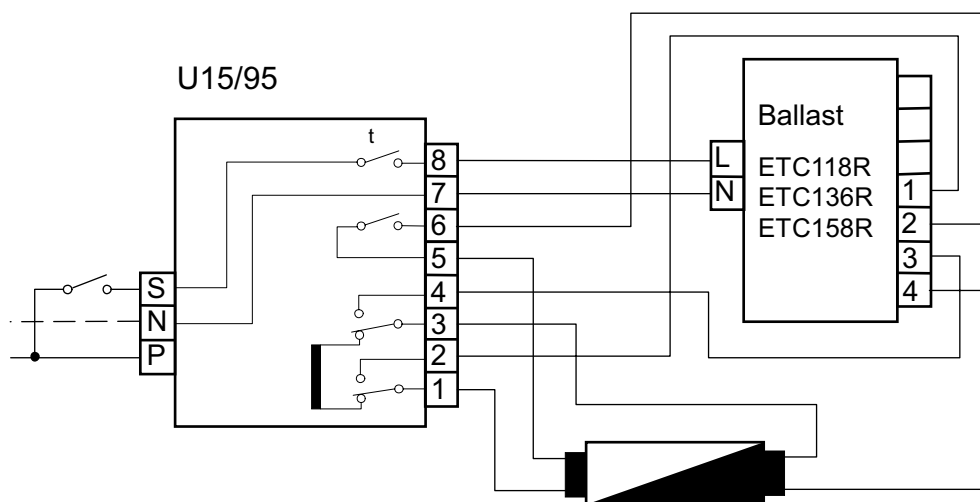 U15/95
t
8
7
6
5
4
3
2
1
S
N
P
L
N
Ballast
ETC118R
ETC136R
ETC158R
1
2
3
4